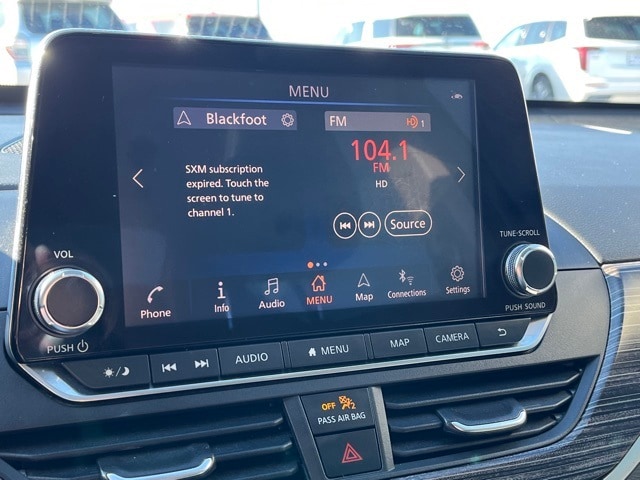 MENU
Blackfoot
FM
HD 1
104.1
FM
HD
SXM subscription
expired. Touch the
screen to tune to
channel 1.
Source
Phone
Info
Audio
MENU
Map
Connections
Settings
VOL
PUSH
TUNE·SCROLL
PUSH SOUND
AUDIO
MENU
MAP
CAMERA
OFF 2
PASS AIR BAG